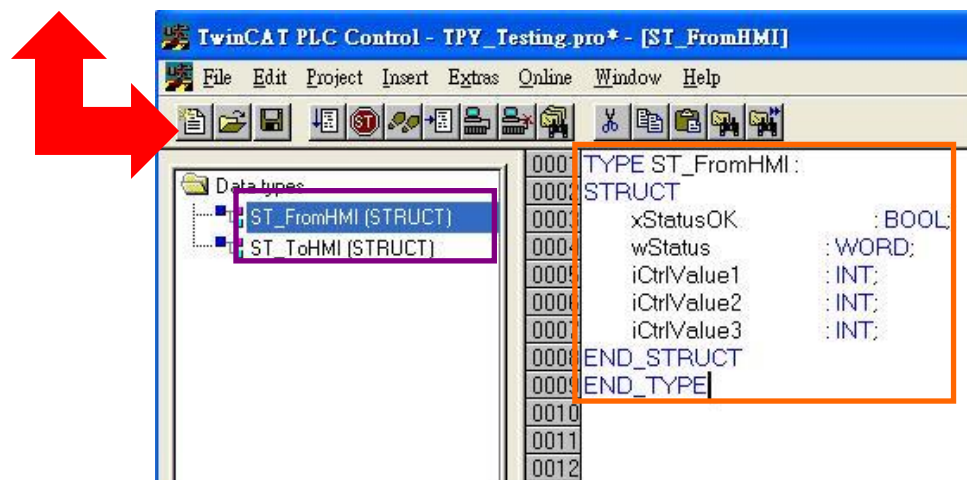 TwinCAT PLC Control - TPY_Testing.pro* - [ST_FromHMI]
File Edit Project Insert Extras Online Window Help
Data types
ST_FromHMI (STRUCT)
ST_ToHMI (STRUCT)
0001 TYPE ST_FromHMI :
0002 STRUCT
0003 xStatusOK : BOOL;
0004 wStatus : WORD;
0005 iCtrlValue1 : INT;
0006 iCtrlValue2 : INT;
0007 iCtrlValue3 : INT;
0008 END_STRUCT
0009 END_TYPE
0010
0011
0012